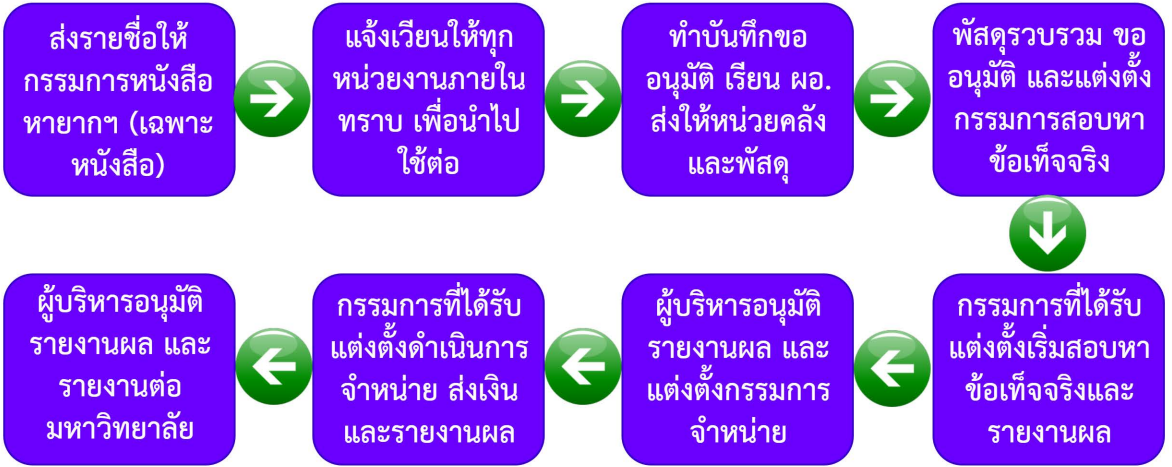 ส่งรายชื่อให้
กรรมการหนังสือ
หายากฯ (เฉพาะ
หนังสือ)
แจ้งเวียนให้ทุก
หน่วยงานภายใน
ทราบ เพื่อนำไป
ใช้ต่อ
ทำบันทึกขอ
อนุมัติ เรียน ผอ.
ส่งให้หน่วยคลัง
และพัสดุ
พัสดุรวบรวม ขอ
อนุมัติ และแต่งตั้ง
กรรมการสอบหา
ข้อเท็จจริง
กรรมการที่ได้รับ
แต่งตั้งเริ่มสอบหา
ข้อเท็จจริงและ
รายงานผล
ผู้บริหารอนุมัติ
รายงานผล และ
แต่งตั้งกรรมการ
จำหน่าย
กรรมการที่ได้รับ
แต่งตั้งดำเนินการ
จำหน่าย ส่งเงิน
และรายงานผล
ผู้บริหารอนุมัติ
รายงานผล และ
รายงานต่อ
มหาวิทยาลัย